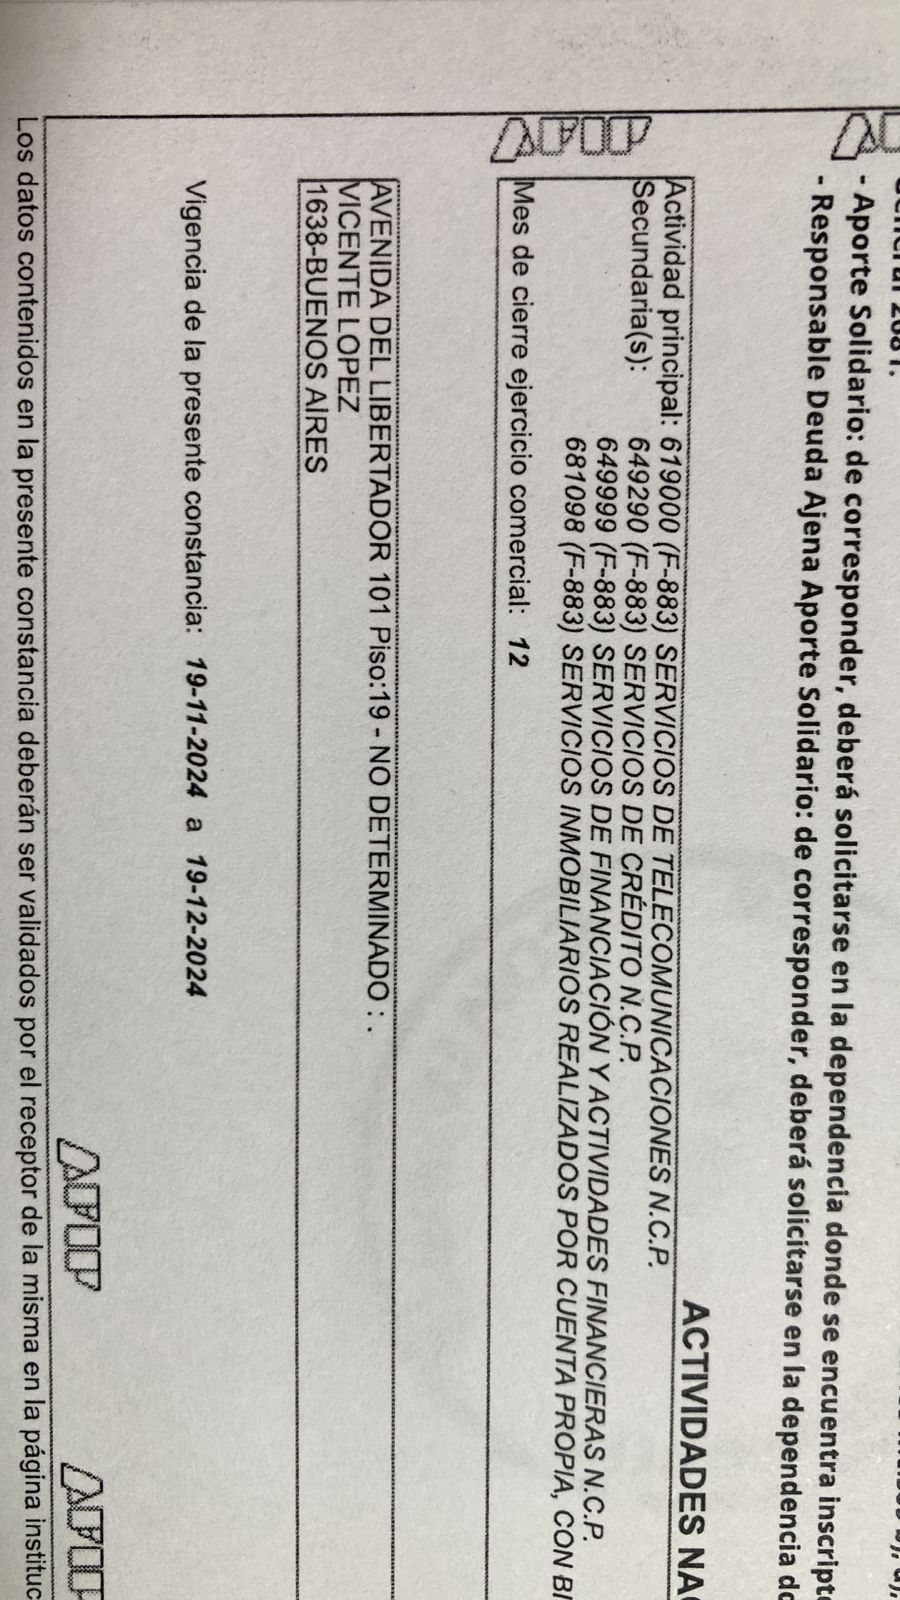 - Aporte Solidario: de corresponder, deberá solicitarse en la dependencia donde se encuentra
- Responsable Deuda Ajena Aporte Solidario: de corresponder, deberá solicitarse en la dependencia
ACTIVIDADES
Actividad principal: 619000 (F-883) SERVICIOS DE TELECOMUNICACIONES N.C.P.
Secundaria(s): 649290 (F-883) SERVICIOS DE CRÉDITO N.C.P.
649999 (F-883) SERVICIOS DE FINANCIACIÓN Y ACTIVIDADES FINANCIERAS N.C.P.
681098 (F-883) SERVICIOS INMOBILIARIOS REALIZADOS POR CUENTA PROPIA, CON
Mes de cierre ejercicio comercial: 12
AFIP
AVENIDA DEL LIBERTADOR 101 Piso:19 - NO DETERMINADO : .
VICENTE LOPEZ
1638-BUENOS AIRES
Vigencia de la presente constancia: 19-11-2024 a 19-12-2024
AFIP AFIP
Los datos contenidos en la presente constancia deberán ser validados por el receptor de la misma en la página